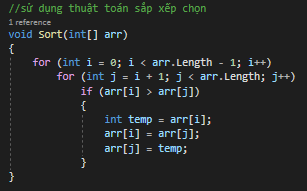 //sử dụng thuật toán sắp xếp chọn
1 reference
void Sort(int[] arr)
{
    for (int i = 0; i < arr.Length - 1; i++)
        for (int j = i + 1; j < arr.Length; j++)
            if (arr[i] > arr[j])
            {
                int temp = arr[i];
                arr[i] = arr[j];
                arr[j] = temp;
            }
}